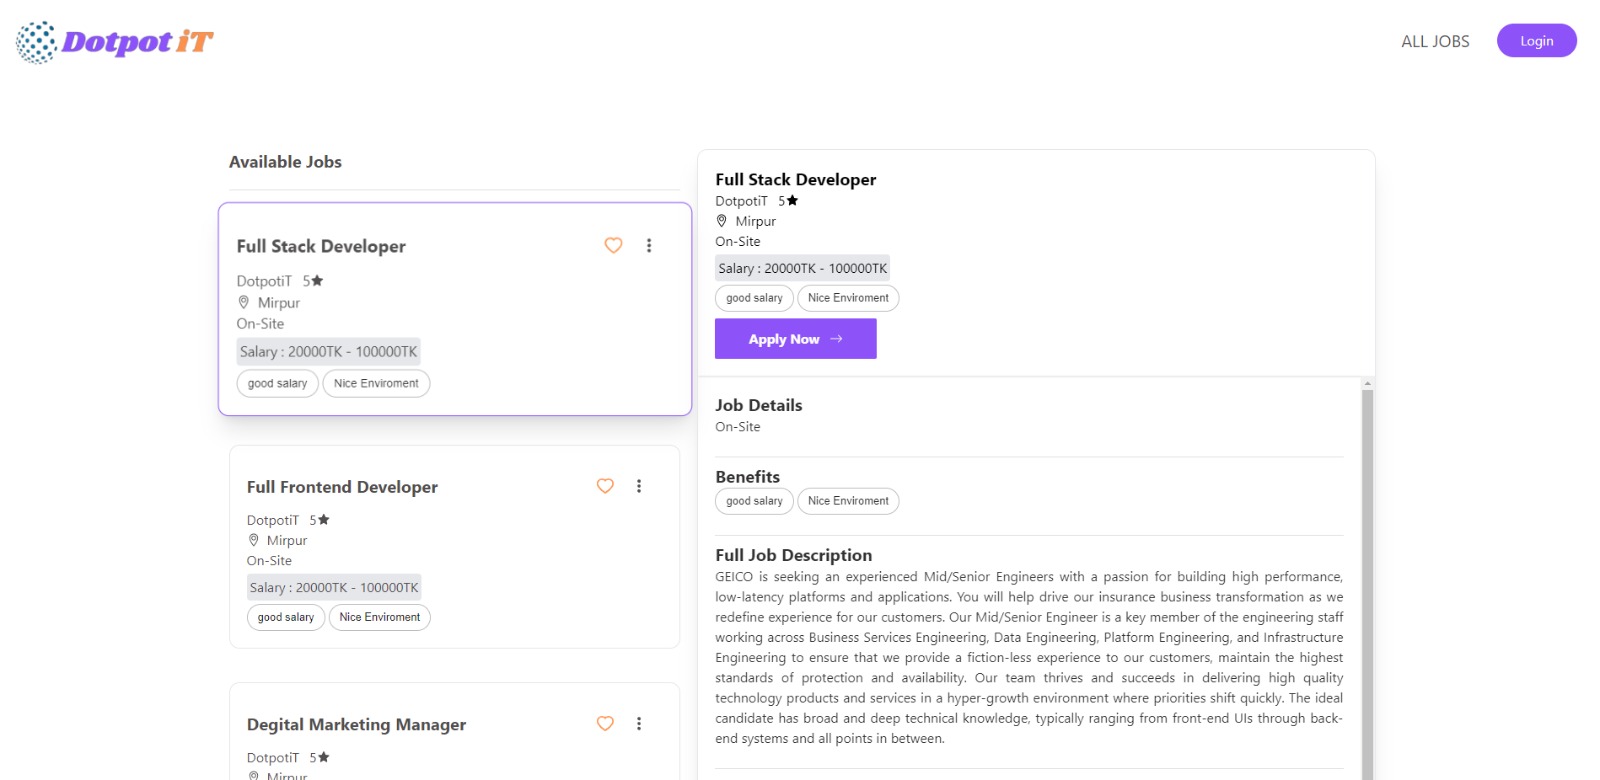 Dotpot iT
ALL JOBS
Login
Available Jobs
Full Stack Developer
DotpotiT 5★
Mirpur
On-Site
Salary : 20000TK - 100000TK
good salary
Nice Enviroment
Full Frontend Developer
DotpotiT 5★
Mirpur
On-Site
Salary : 20000TK - 100000TK
good salary
Nice Enviroment
Degital Marketing Manager
DotpotiT 5★
Mirpur
Full Stack Developer
DotpotiT 5★
Mirpur
On-Site
Salary : 20000TK - 100000TK
good salary
Nice Enviroment
Apply Now →
Job Details
On-Site
Benefits
good salary
Nice Enviroment
Full Job Description
GEICO is seeking an experienced Mid/Senior Engineers with a passion for building high performance,
low-latency platforms and applications. You will help drive our insurance business transformation as we
redefine experience for our customers. Our Mid/Senior Engineer is a key member of the engineering staff
working across Business Services Engineering, Data Engineering, Platform Engineering, and Infrastructure
Engineering to ensure that we provide a fiction-less experience to our customers, maintain the highest
standards of protection and availability. Our team thrives and succeeds in delivering high quality
technology products and services in a hyper-growth environment where priorities shift quickly. The ideal
candidate has broad and deep technical knowledge, typically ranging from front-end UIs through back-
end systems and all points in between.